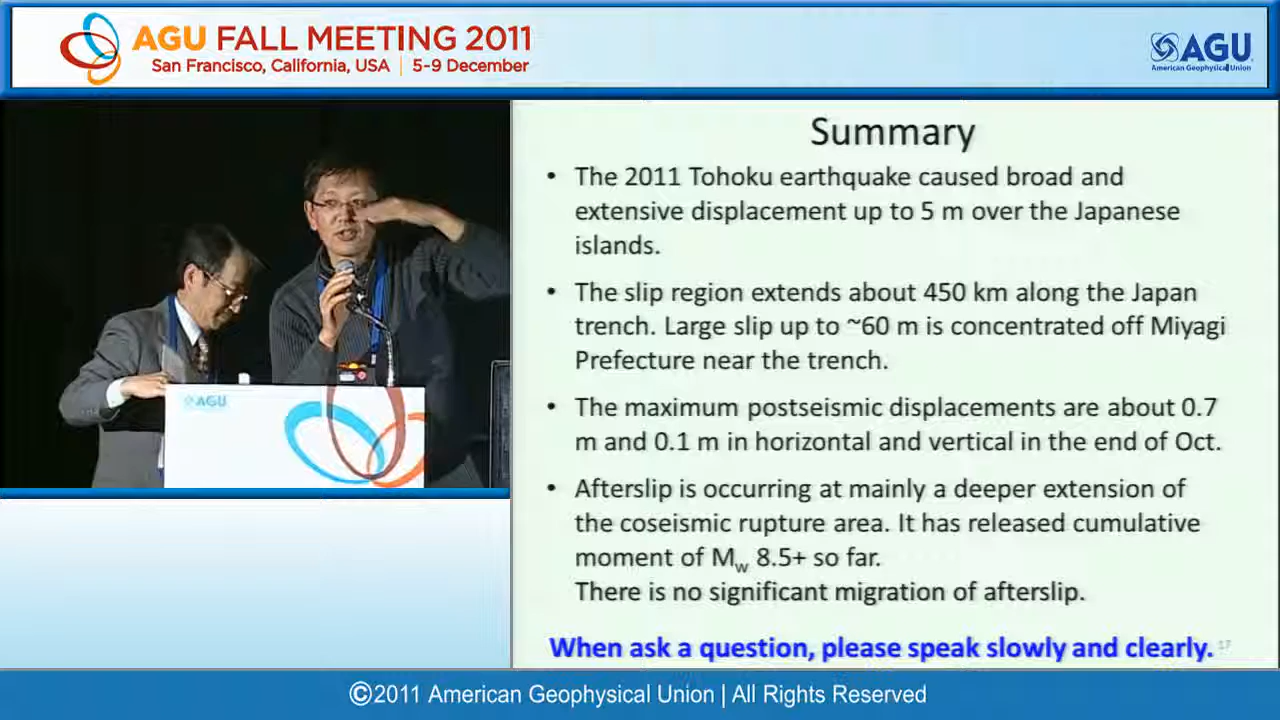 AGU FALL MEETING 2011
San Francisco, California, USA | 5-9 December
AGU
American Geophysical Union
Summary
• The 2011 Tohoku earthquake caused broad and
extensive displacement up to 5 m over the Japanese
islands.
• The slip region extends about 450 km along the Japan
trench. Large slip up to ~60 m is concentrated off Miyagi
Prefecture near the trench.
• The maximum postseismic displacements are about 0.7
m and 0.1 m in horizontal and vertical in the end of Oct.
• Afterslip is occurring at mainly a deeper extension of
the coseismic rupture area. It has released cumulative
moment of Mw 8.5+ so far.
There is no significant migration of afterslip.
When ask a question, please speak slowly and clearly.
17
AGU
©2011 American Geophysical Union | All Rights Reserved